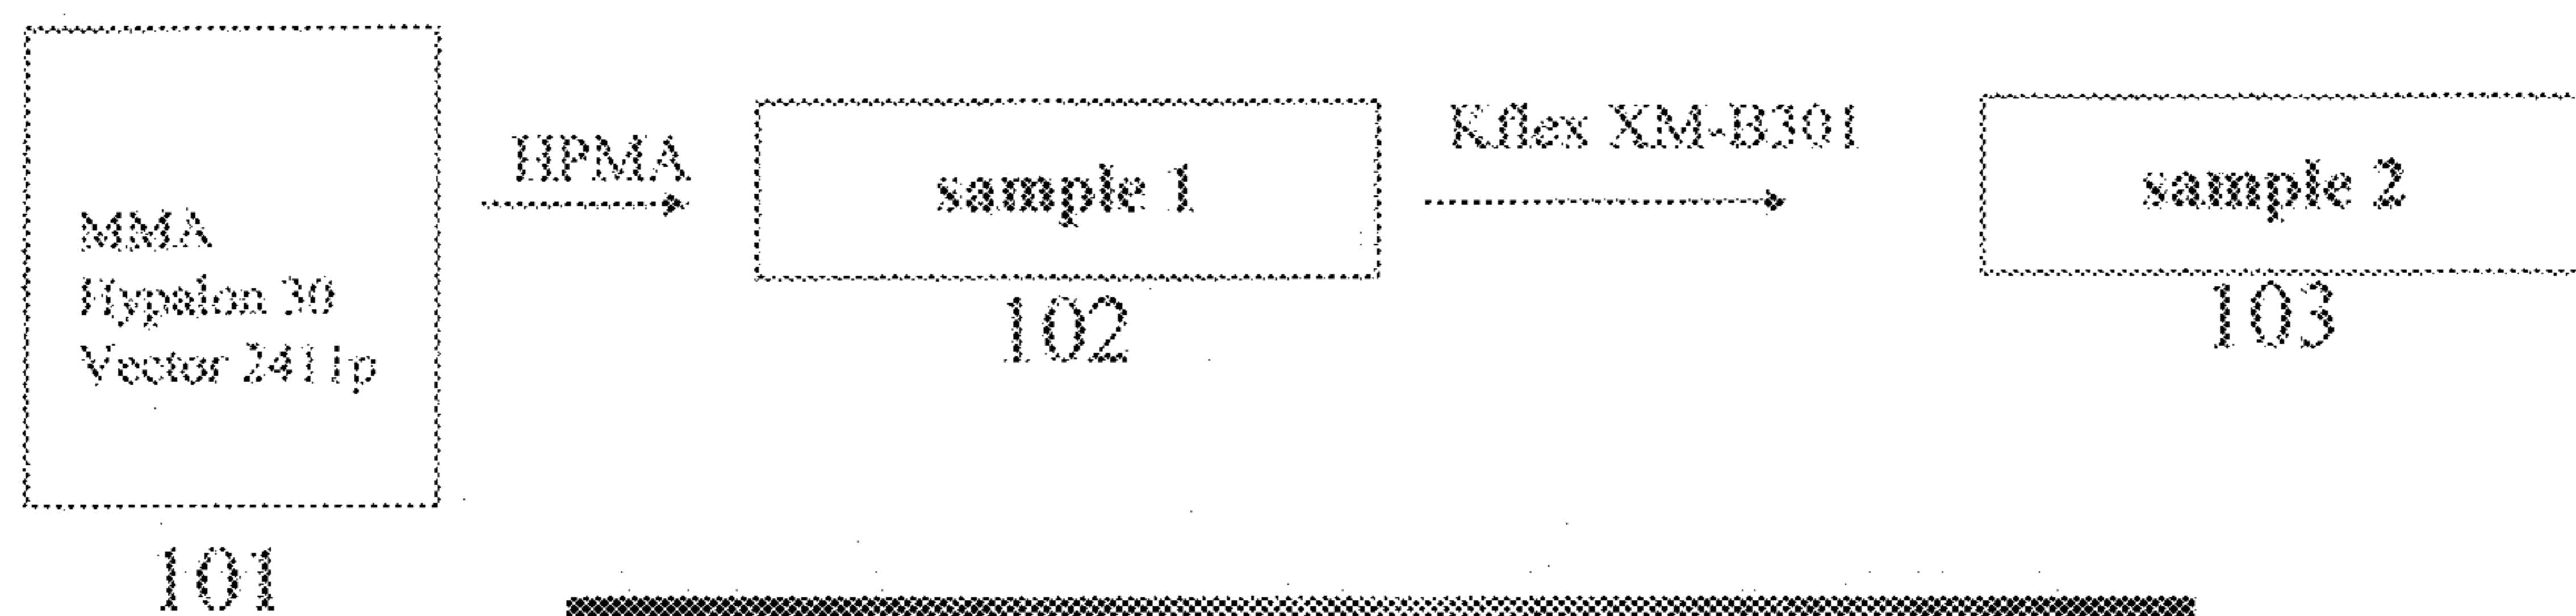 MMA
Hypalon 30
Vector 2411p
101
HPMA
sample 1
102
Kflex XM-B301
sample 2
103